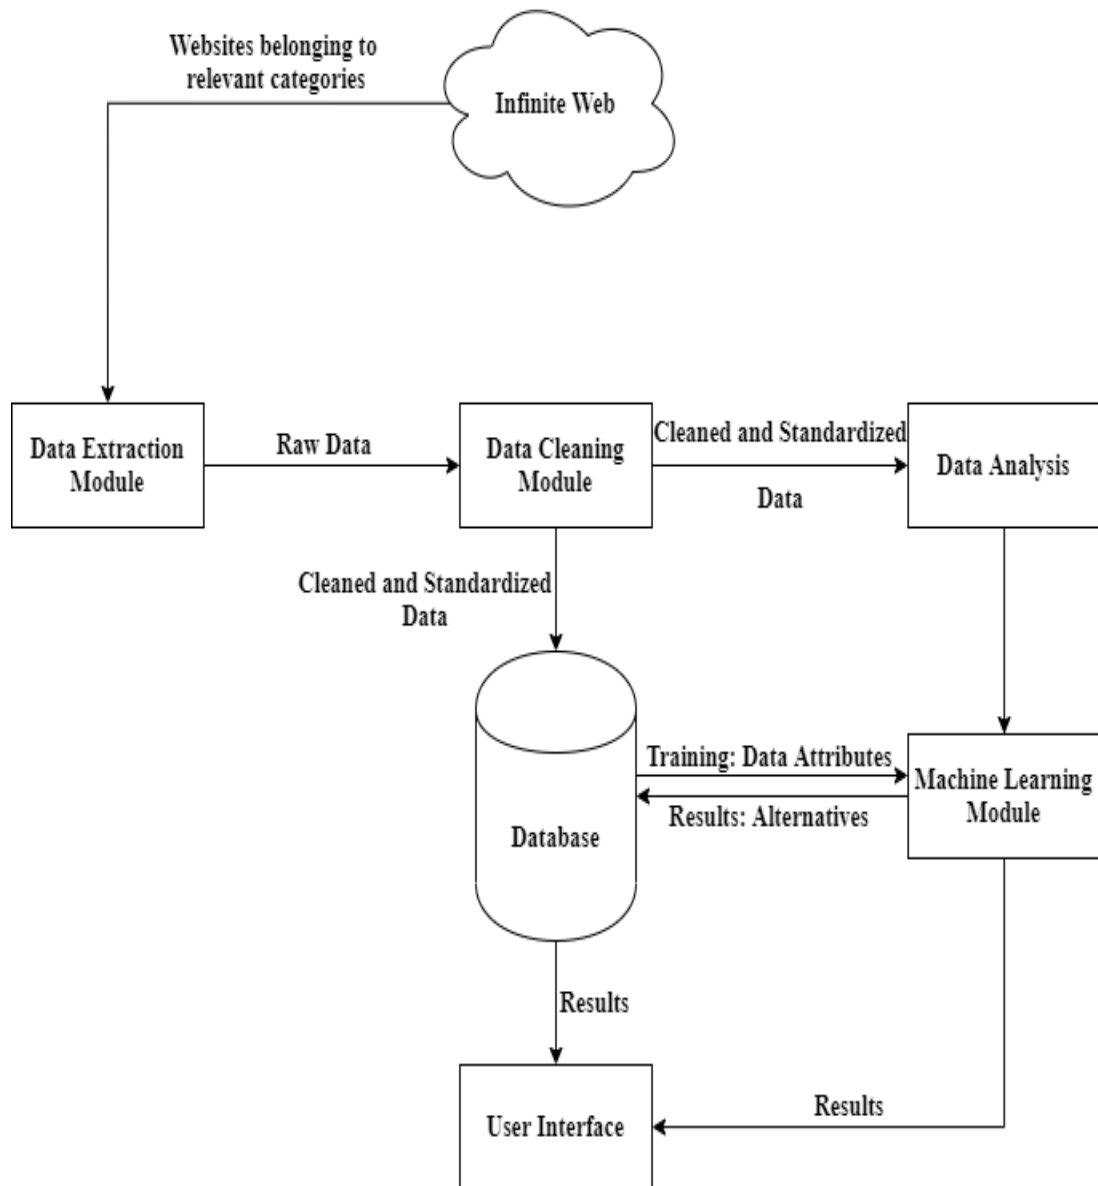 Websites belonging to
relevant categories
Infinite Web
Data Extraction
Module
Raw Data
Data Cleaning
Module
Cleaned and Standardized
Data
Data Analysis
Cleaned and Standardized
Data
Training: Data Attributes
Results: Alternatives
Machine Learning
Module
Database
Results
Results
User Interface